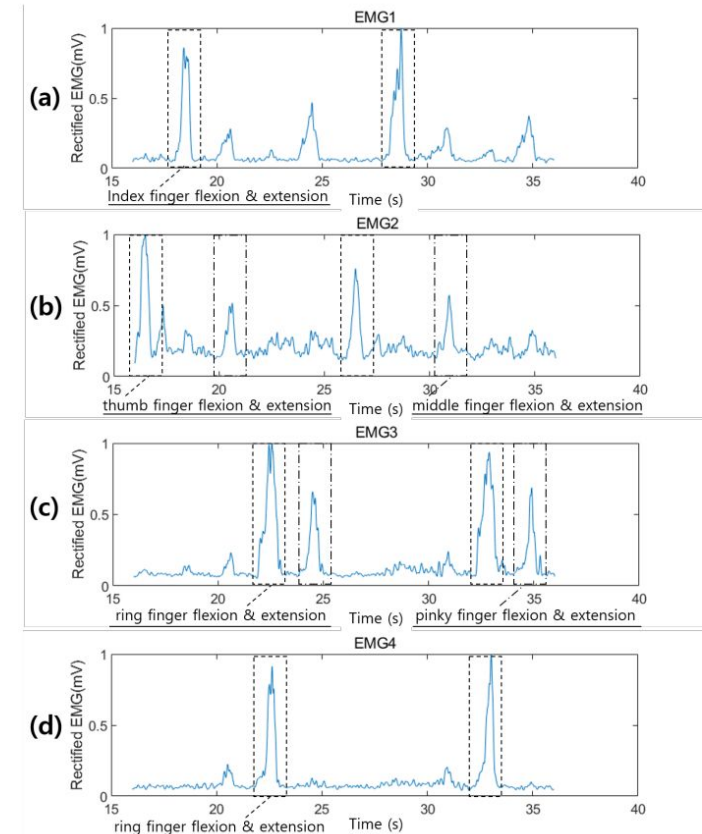 EMG1
(a)
Rectified EMG(mV)
1
0.5
0
20 25 30 35 40
Index finger flexion & extension Time (s)
EMG2
(b)
Rectified EMG(mV)
1
0.5
0
15 20 25 30 35 40
thumb finger flexion & extension Time (s) middle finger flexion & extension
EMG3
(c)
Rectified EMG(mV)
1
0.5
0
15 20 25 30 35 40
ring finger flexion & extension Time (s) pinky finger flexion & extension
EMG4
(d)
Rectified EMG(mV)
1
0.5
0
15 20 25 30 35 40
ring finger flexion & extension Time (s)